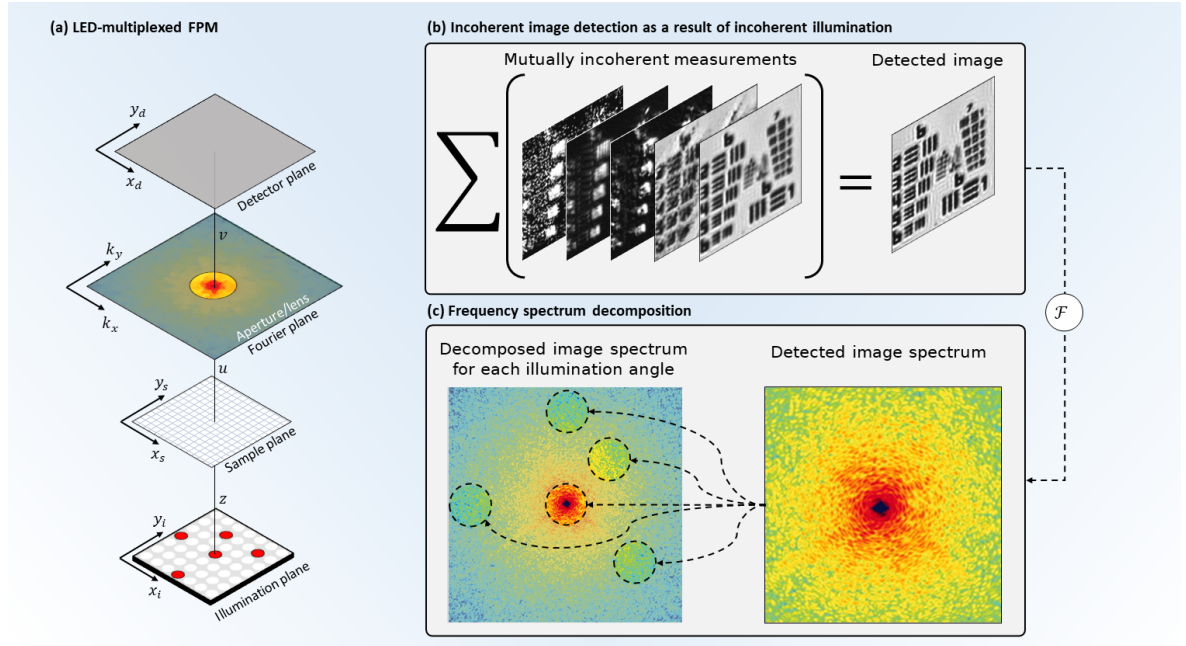 (a) LED-multiplexed FPM
y_d
x_d
Detector plane
v
k_y
k_x
Aperture/lens
Fourier plane
u
y_s
x_s
Sample plane
z
y_i
x_i
Illumination plane
(b) Incoherent image detection as a result of incoherent illumination
Mutually incoherent measurements
Detected image
∑ ( ) =
ℱ
(c) Frequency spectrum decomposition
Decomposed image spectrum
for each illumination angle
Detected image spectrum